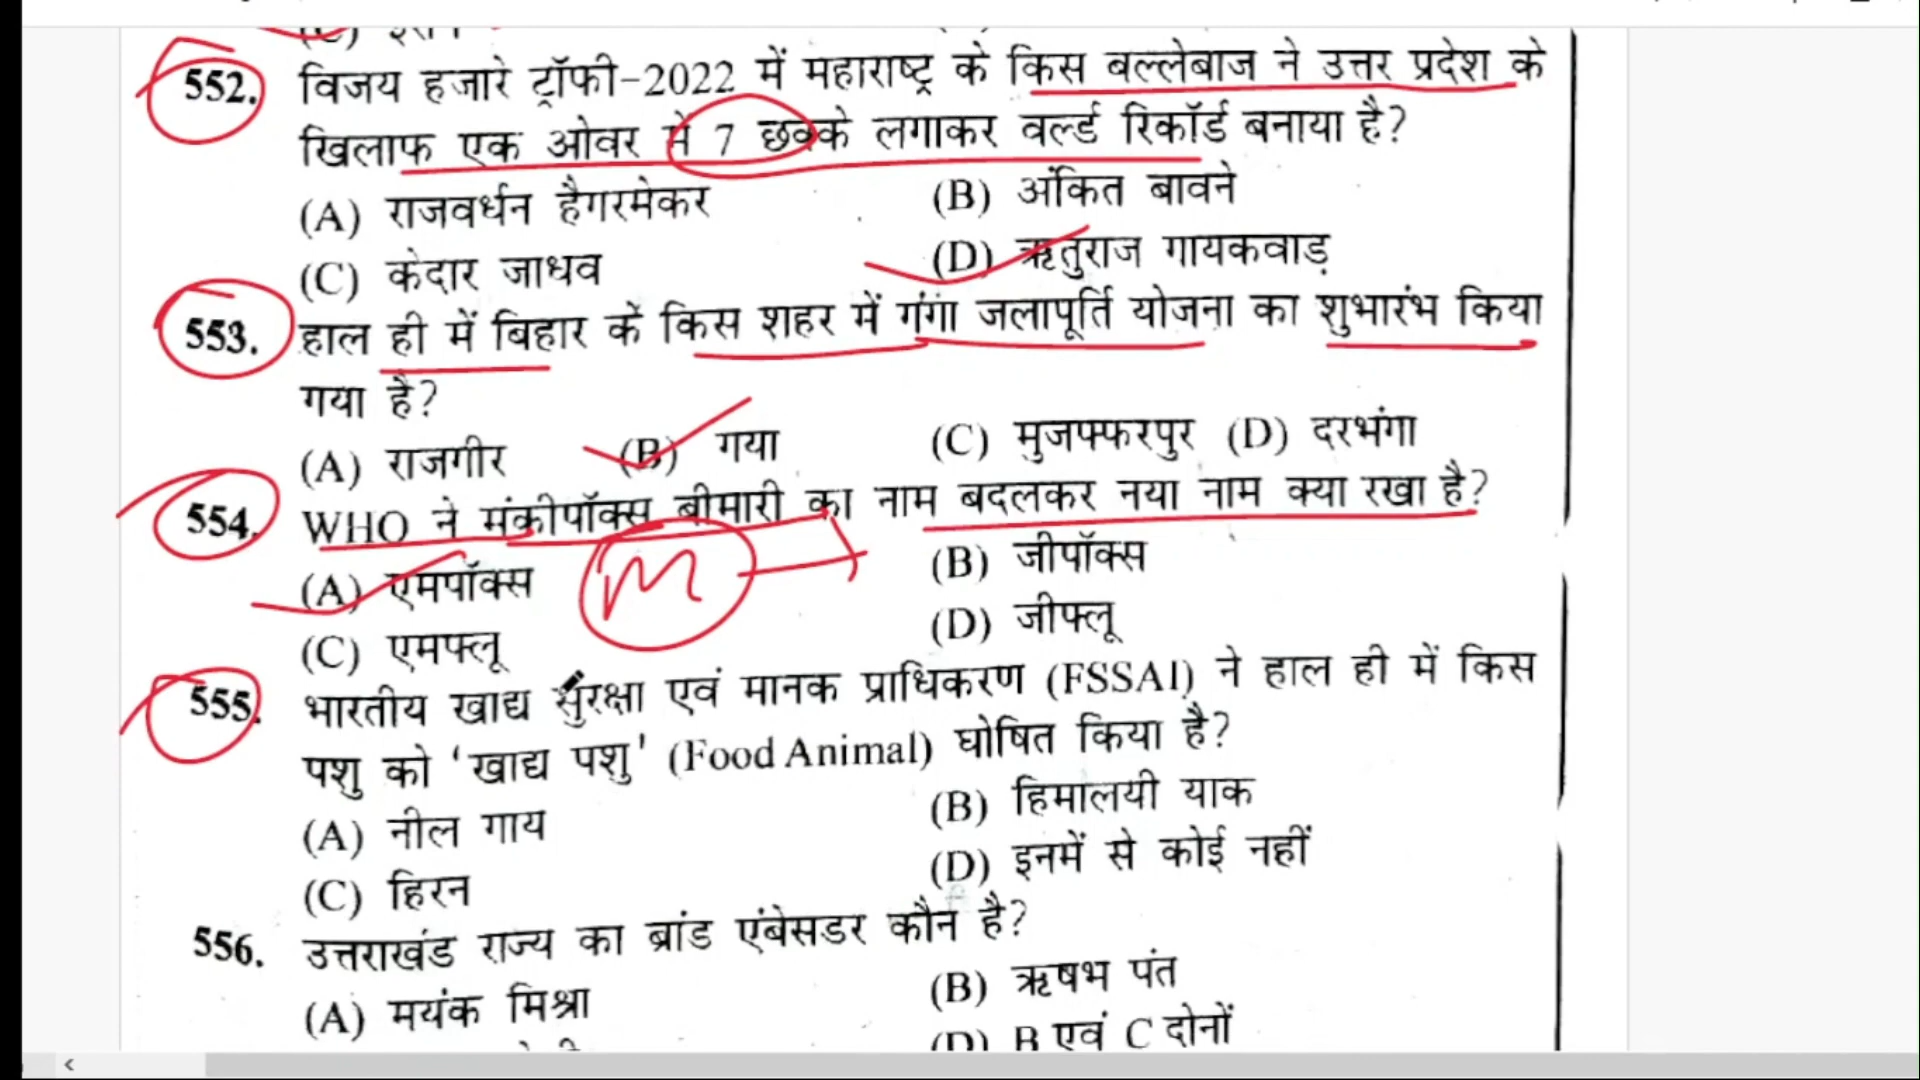 552. विजय हजारे ट्रॉफी-2022 में महाराष्ट्र के किस बल्लेबाज ने उत्तर प्रदेश के
खिलाफ एक ओवर में 7 छक्के लगाकर वर्ल्ड रिकॉर्ड बनाया है?
(A) राजवर्धन हैंगरमेकर (B) अंकित बावने
(C) केदार जाधव (D) ऋतुराज गायकवाड़
553. हाल ही में बिहार के किस शहर में गंगा जलापूर्ति योजना का शुभारंभ किया
गया है?
(A) राजगीर (B) गया (C) मुजफ्फरपुर (D) दरभंगा
554. WHO ने मंकीपॉक्स बीमारी का नाम बदलकर नया नाम क्या रखा है?
(A) एमपॉक्स M (B) जीपॉक्स
(C) एमफ्लू (D) जीफ्लू
555. भारतीय खाद्य सुरक्षा एवं मानक प्राधिकरण (FSSAI) ने हाल ही में किस
पशु को 'खाद्य पशु' (Food Animal) घोषित किया है?
(A) नील गाय (B) हिमालयी याक
(C) हिरन (D) इनमें से कोई नहीं
556. उत्तराखंड राज्य का ब्रांड एंबेसडर कौन है?
(A) मयंक मिश्रा (B) ऋषभ पंत
(D) B एवं C दोनों